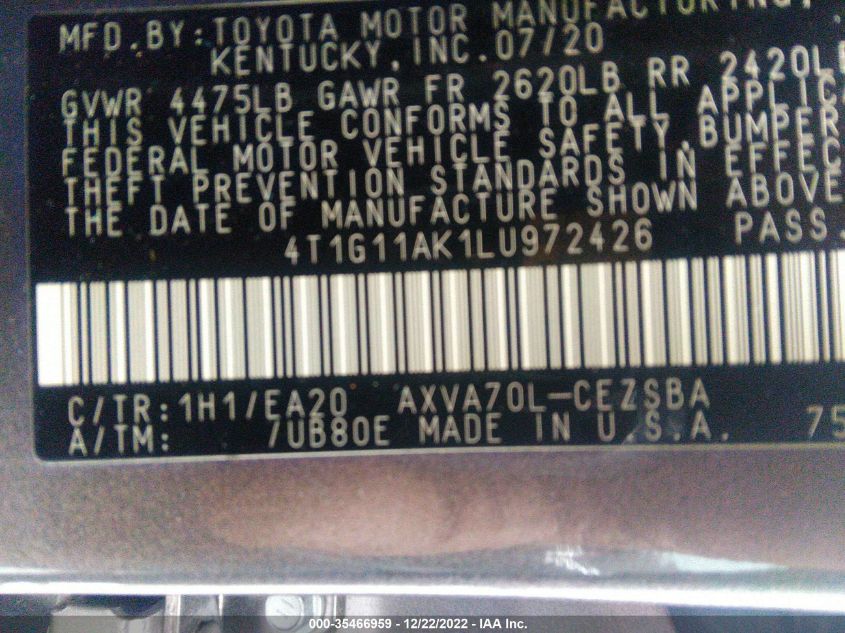 MFD.BY:TOYOTA MOTOR MANUFACTURING,
KENTUCKY, INC. 07/20
GVWR 4475LB GAWR FR 2620LB RR 2420LB
THIS VEHICLE CONFORMS TO ALL APPLICA
FEDERAL MOTOR VEHICLE SAFETY, BUMPER
THEFT PREVENTION STANDARDS IN EFFEC
THE DATE OF MANUFACTURE SHOWN ABOVE
4T1G11AK1LU972426 PASS.
C/TR:1H1/EA20 AXVA70L-CEZSBA
A/TM: 7UB80E MADE IN U.S.A. 75
000-35466959 - 12/22/2022 - IAA Inc.